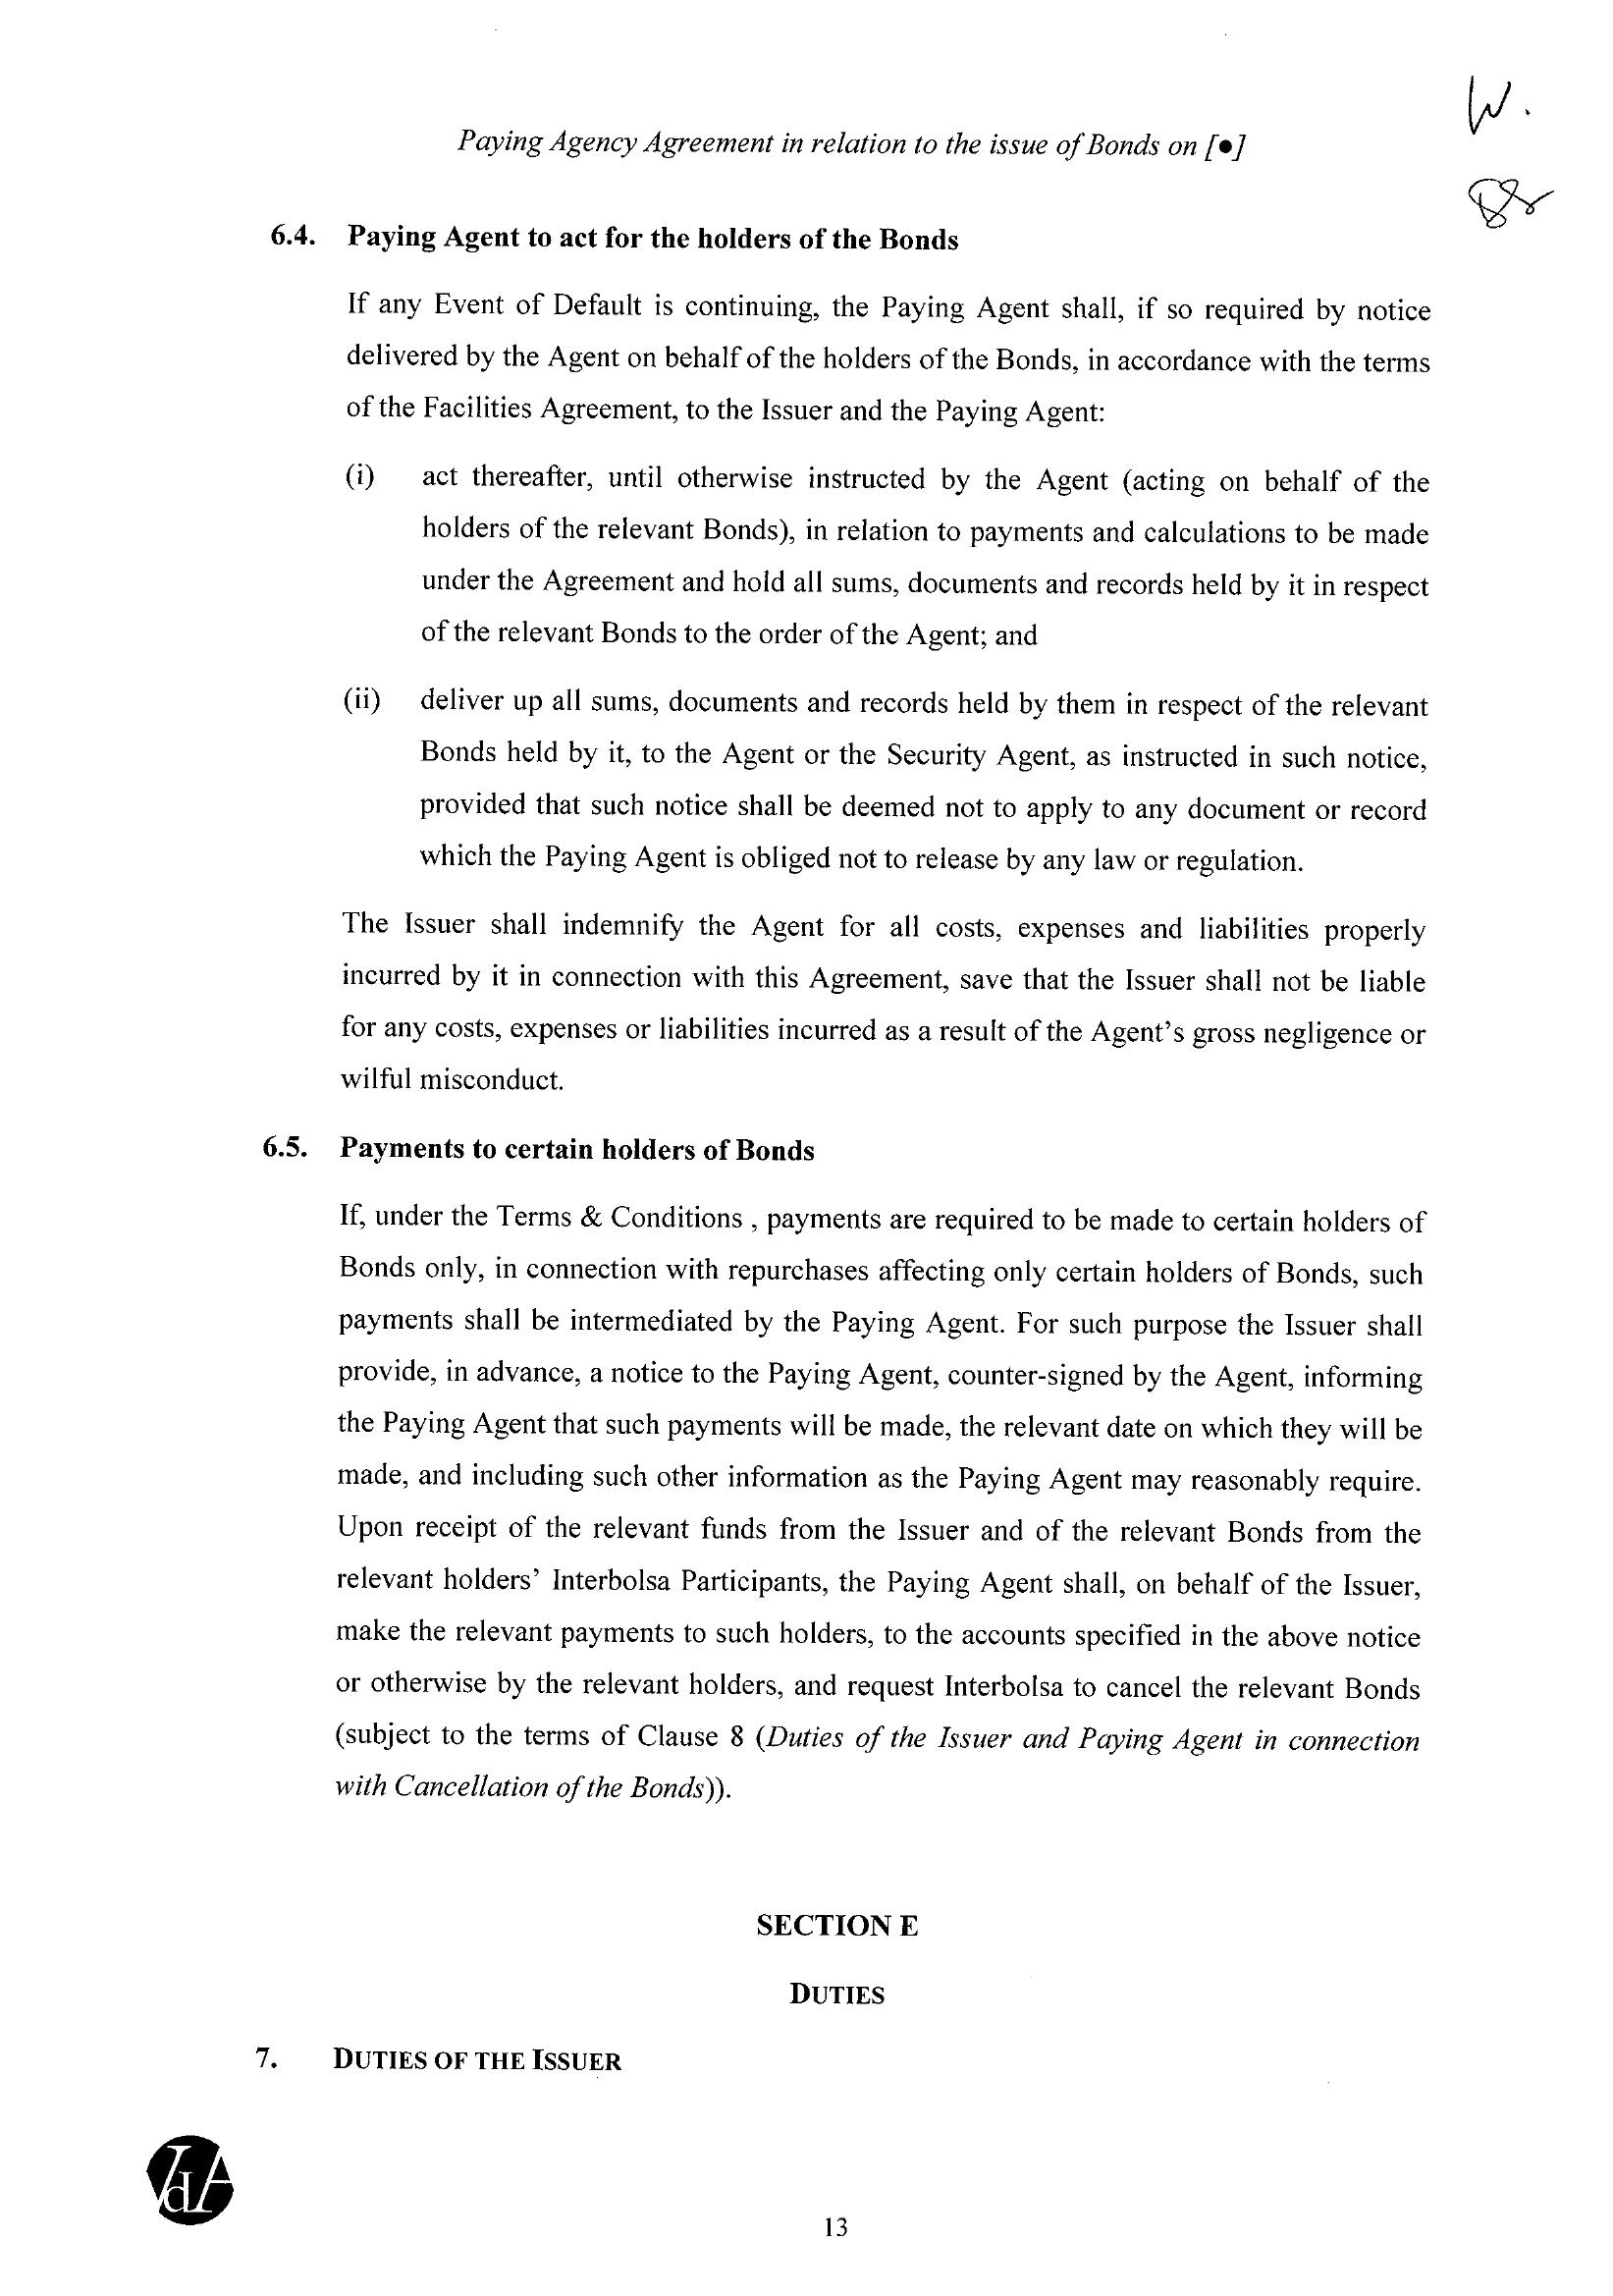 W.
Paying Agency Agreement in relation to the issue of Bonds on [●]
6.4. Paying Agent to act for the holders of the Bonds
If any Event of Default is continuing, the Paying Agent shall, if so required by notice
delivered by the Agent on behalf of the holders of the Bonds, in accordance with the terms
of the Facilities Agreement, to the Issuer and the Paying Agent:
(i) act thereafter, until otherwise instructed by the Agent (acting on behalf of the
holders of the relevant Bonds), in relation to payments and calculations to be made
under the Agreement and hold all sums, documents and records held by it in respect
of the relevant Bonds to the order of the Agent; and
(ii) deliver up all sums, documents and records held by them in respect of the relevant
Bonds held by it, to the Agent or the Security Agent, as instructed in such notice,
provided that such notice shall be deemed not to apply to any document or record
which the Paying Agent is obliged not to release by any law or regulation.
The Issuer shall indemnify the Agent for all costs, expenses and liabilities properly
incurred by it in connection with this Agreement, save that the Issuer shall not be liable
for any costs, expenses or liabilities incurred as a result of the Agent's gross negligence or
wilful misconduct.
6.5. Payments to certain holders of Bonds
If, under the Terms & Conditions , payments are required to be made to certain holders of
Bonds only, in connection with repurchases affecting only certain holders of Bonds, such
payments shall be intermediated by the Paying Agent. For such purpose the Issuer shall
provide, in advance, a notice to the Paying Agent, counter-signed by the Agent, informing
the Paying Agent that such payments will be made, the relevant date on which they will be
made, and including such other information as the Paying Agent may reasonably require.
Upon receipt of the relevant funds from the Issuer and of the relevant Bonds from the
relevant holders' Interbolsa Participants, the Paying Agent shall, on behalf of the Issuer,
make the relevant payments to such holders, to the accounts specified in the above notice
or otherwise by the relevant holders, and request Interbolsa to cancel the relevant Bonds
(subject to the terms of Clause 8 (Duties of the Issuer and Paying Agent in connection
with Cancellation of the Bonds)).
SECTION E
DUTIES
7. DUTIES OF THE ISSUER
VdA
13